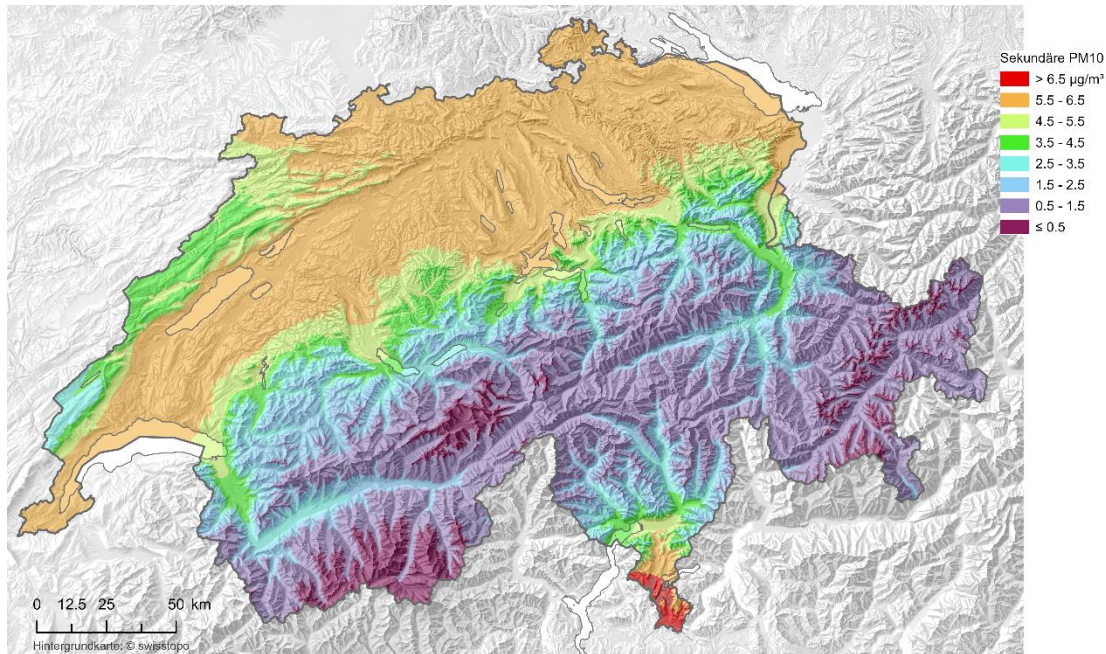 Sekundäre PM10
> 6.5 µg/m³
5.5 - 6.5
4.5 - 5.5
3.5 - 4.5
2.5 - 3.5
1.5 - 2.5
0.5 - 1.5
≤ 0.5
0 12.5 25 50 km
Hintergrundkarte: © swisstopo